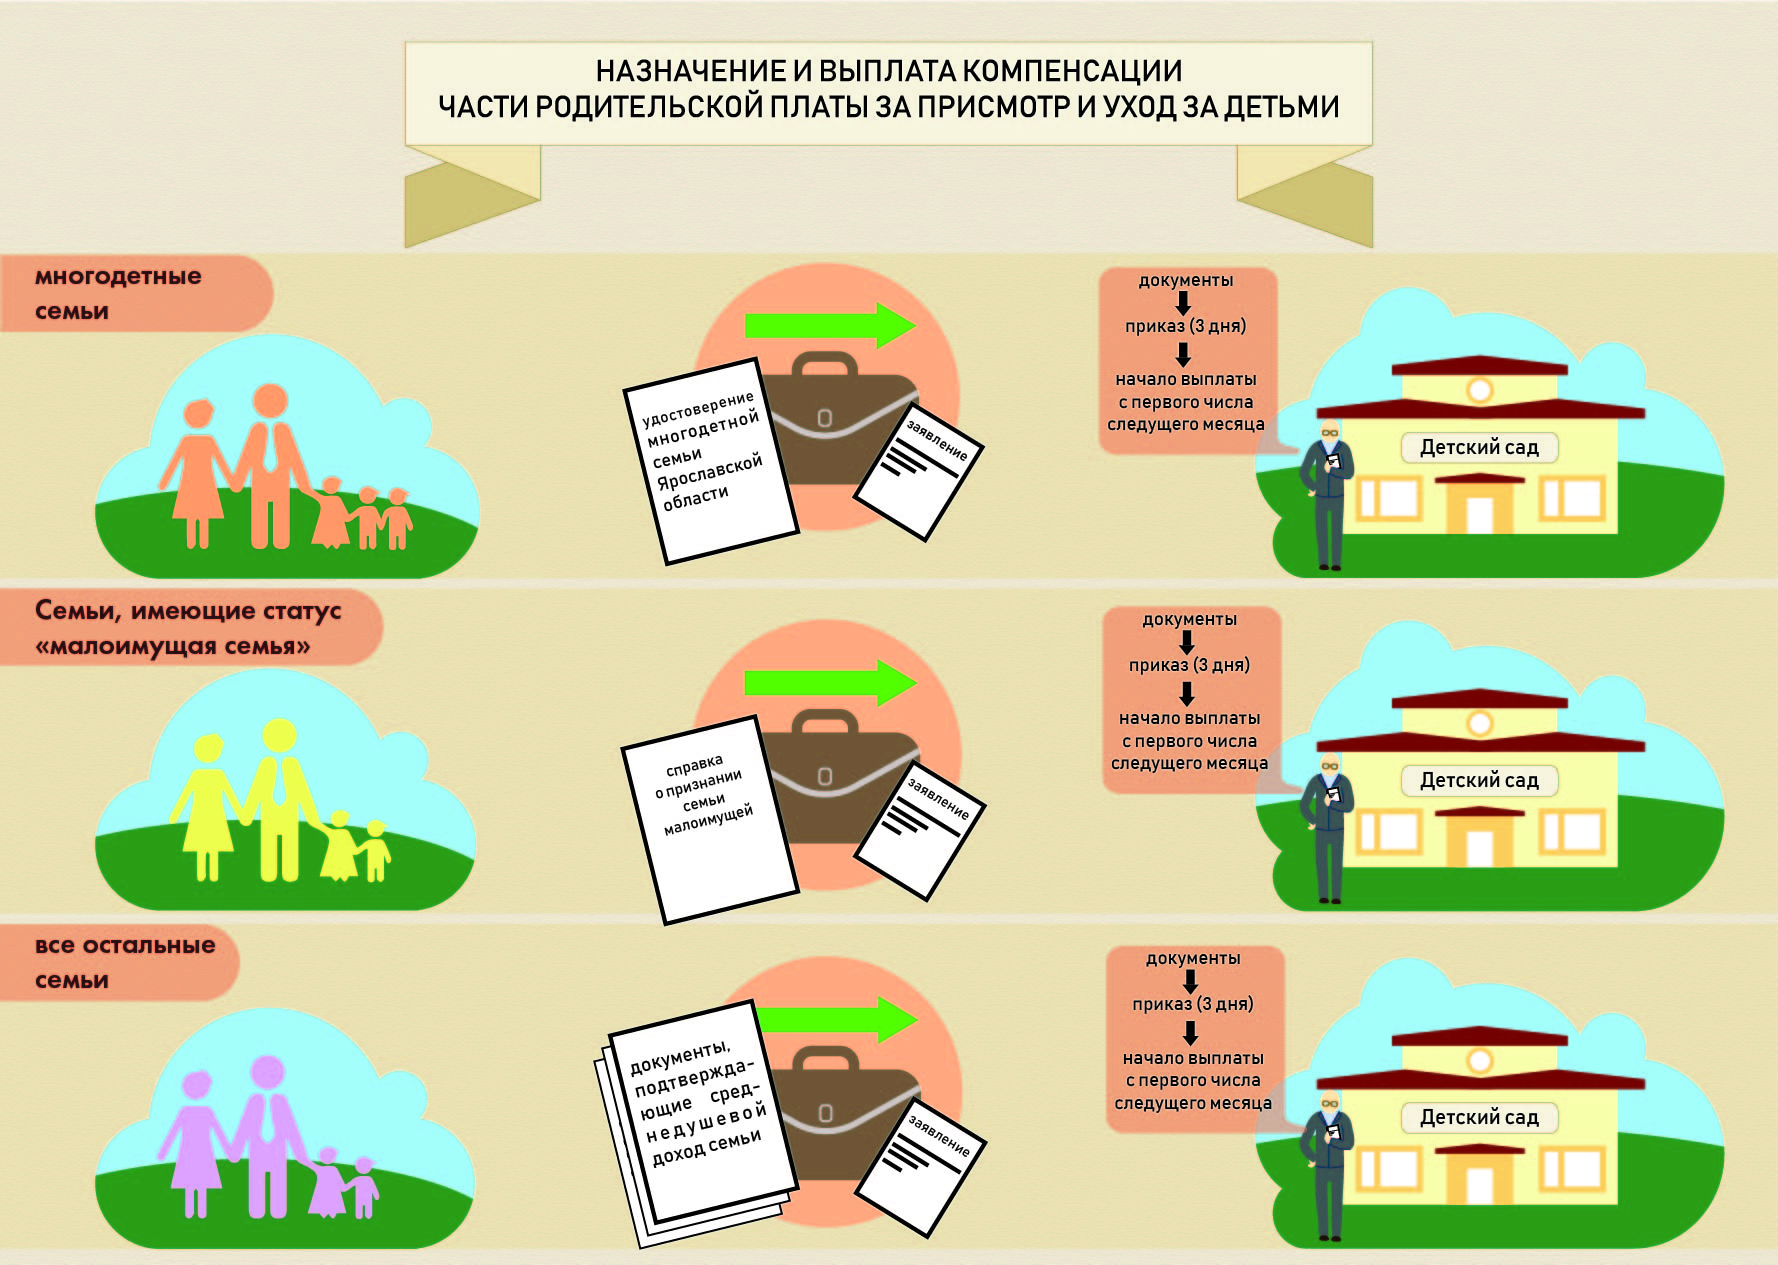 НАЗНАЧЕНИЕ И ВЫПЛАТА КОМПЕНСАЦИИ
ЧАСТИ РОДИТЕЛЬСКОЙ ПЛАТЫ ЗА ПРИСМОТР И УХОД ЗА ДЕТЬМИ
многодетные
семьи
удостоверение
многодетной
семьи
Ярославской
области
заявление
документы
приказ (3 дня)
начало выплаты
с первого числа
следущего месяца
Детский сад
Семьи, имеющие статус
«малоимущая семья»
справка
о признании
семьи
малоимущей
заявление
документы
приказ (3 дня)
начало выплаты
с первого числа
следущего месяца
Детский сад
все остальные
семьи
документы,
подтвержда-
ющие сред-
недушевой
доход семьи
заявление
документы
приказ (3 дня)
начало выплаты
с первого числа
следущего месяца
Детский сад